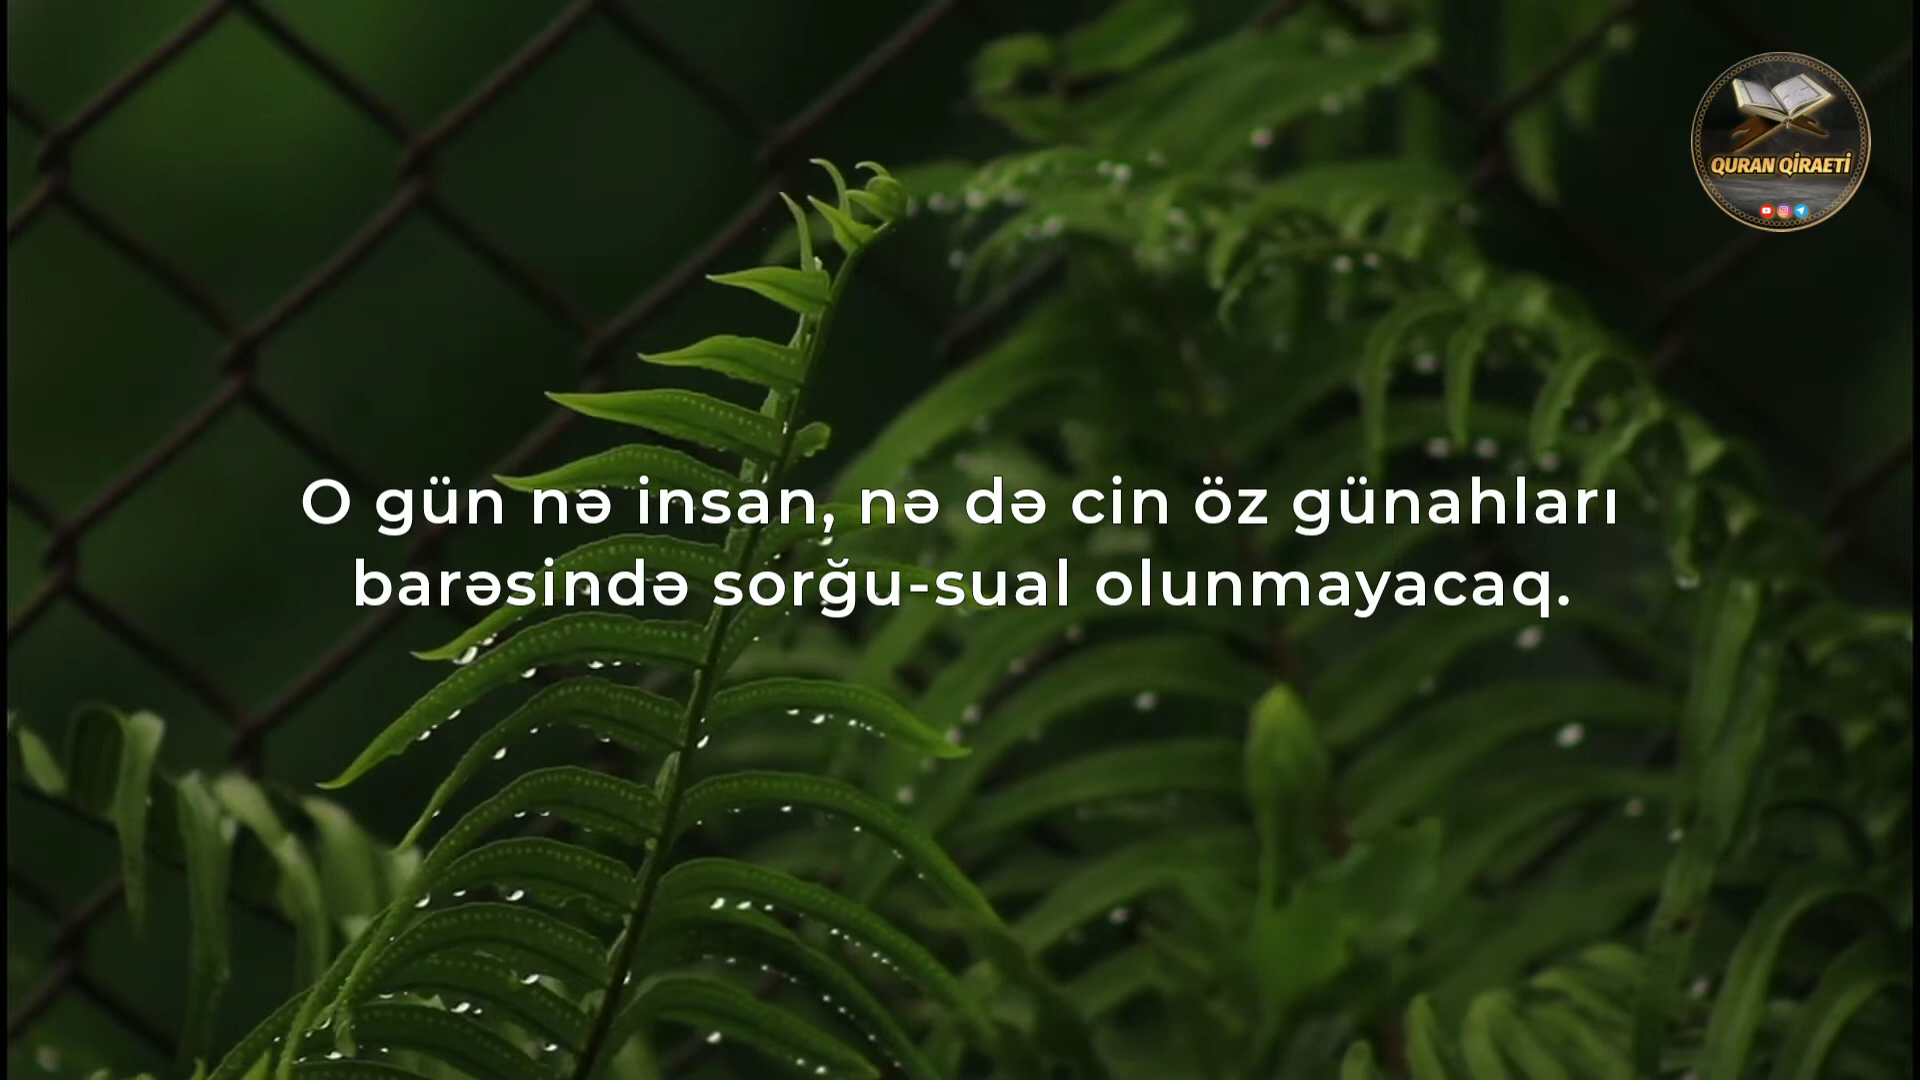 QURAN QİRAETİ
O gün nə insan, nə də cin öz günahları
barəsində sorğu-sual olunmayacaq.